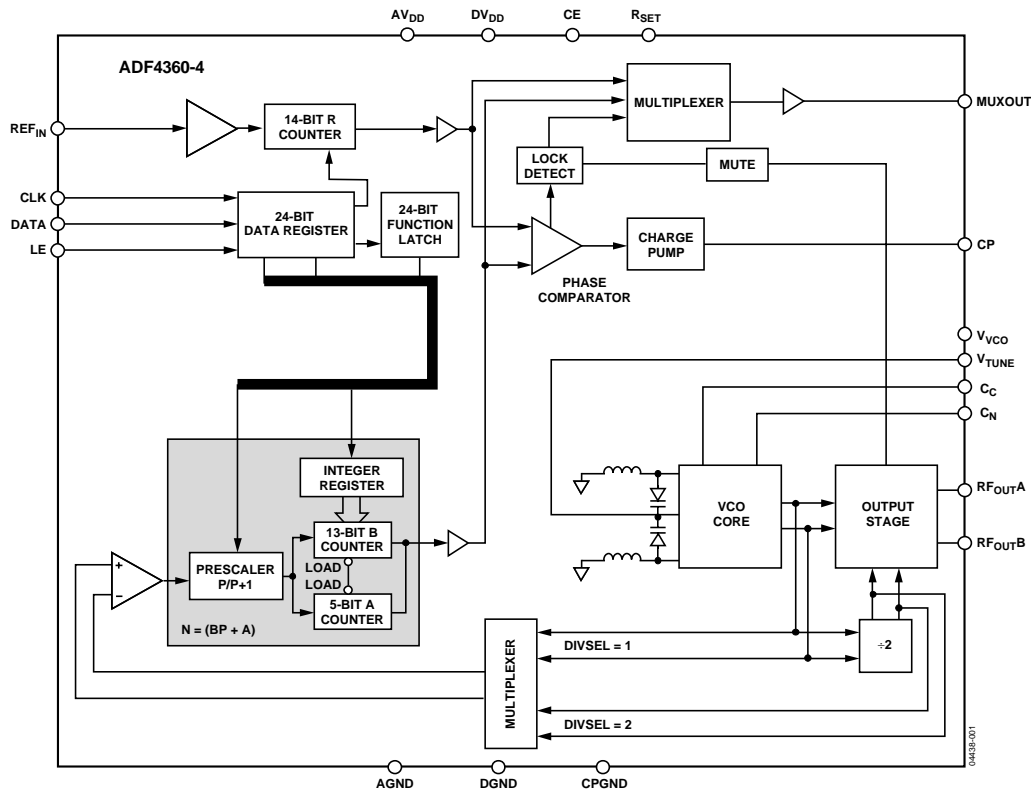 AVDD
DVDD
CE
RSET
ADF4360-4
MULTIPLEXER
MUXOUT
REFIN
14-BIT R
COUNTER
LOCK
DETECT
MUTE
CLK
DATA
LE
24-BIT
DATA REGISTER
24-BIT
FUNCTION
LATCH
CHARGE
PUMP
CP
PHASE
COMPARATOR
VVCO
VTUNE
CC
CN
INTEGER
REGISTER
13-BIT B
COUNTER
LOAD
LOAD
PRESCALER
P/P+1
5-BIT A
COUNTER
N = (BP + A)
+
–
VCO
CORE
OUTPUT
STAGE
RFOUTA
RFOUTB
MULTIPLEXER
DIVSEL = 1
÷2
DIVSEL = 2
04438-001
AGND
DGND
CPGND